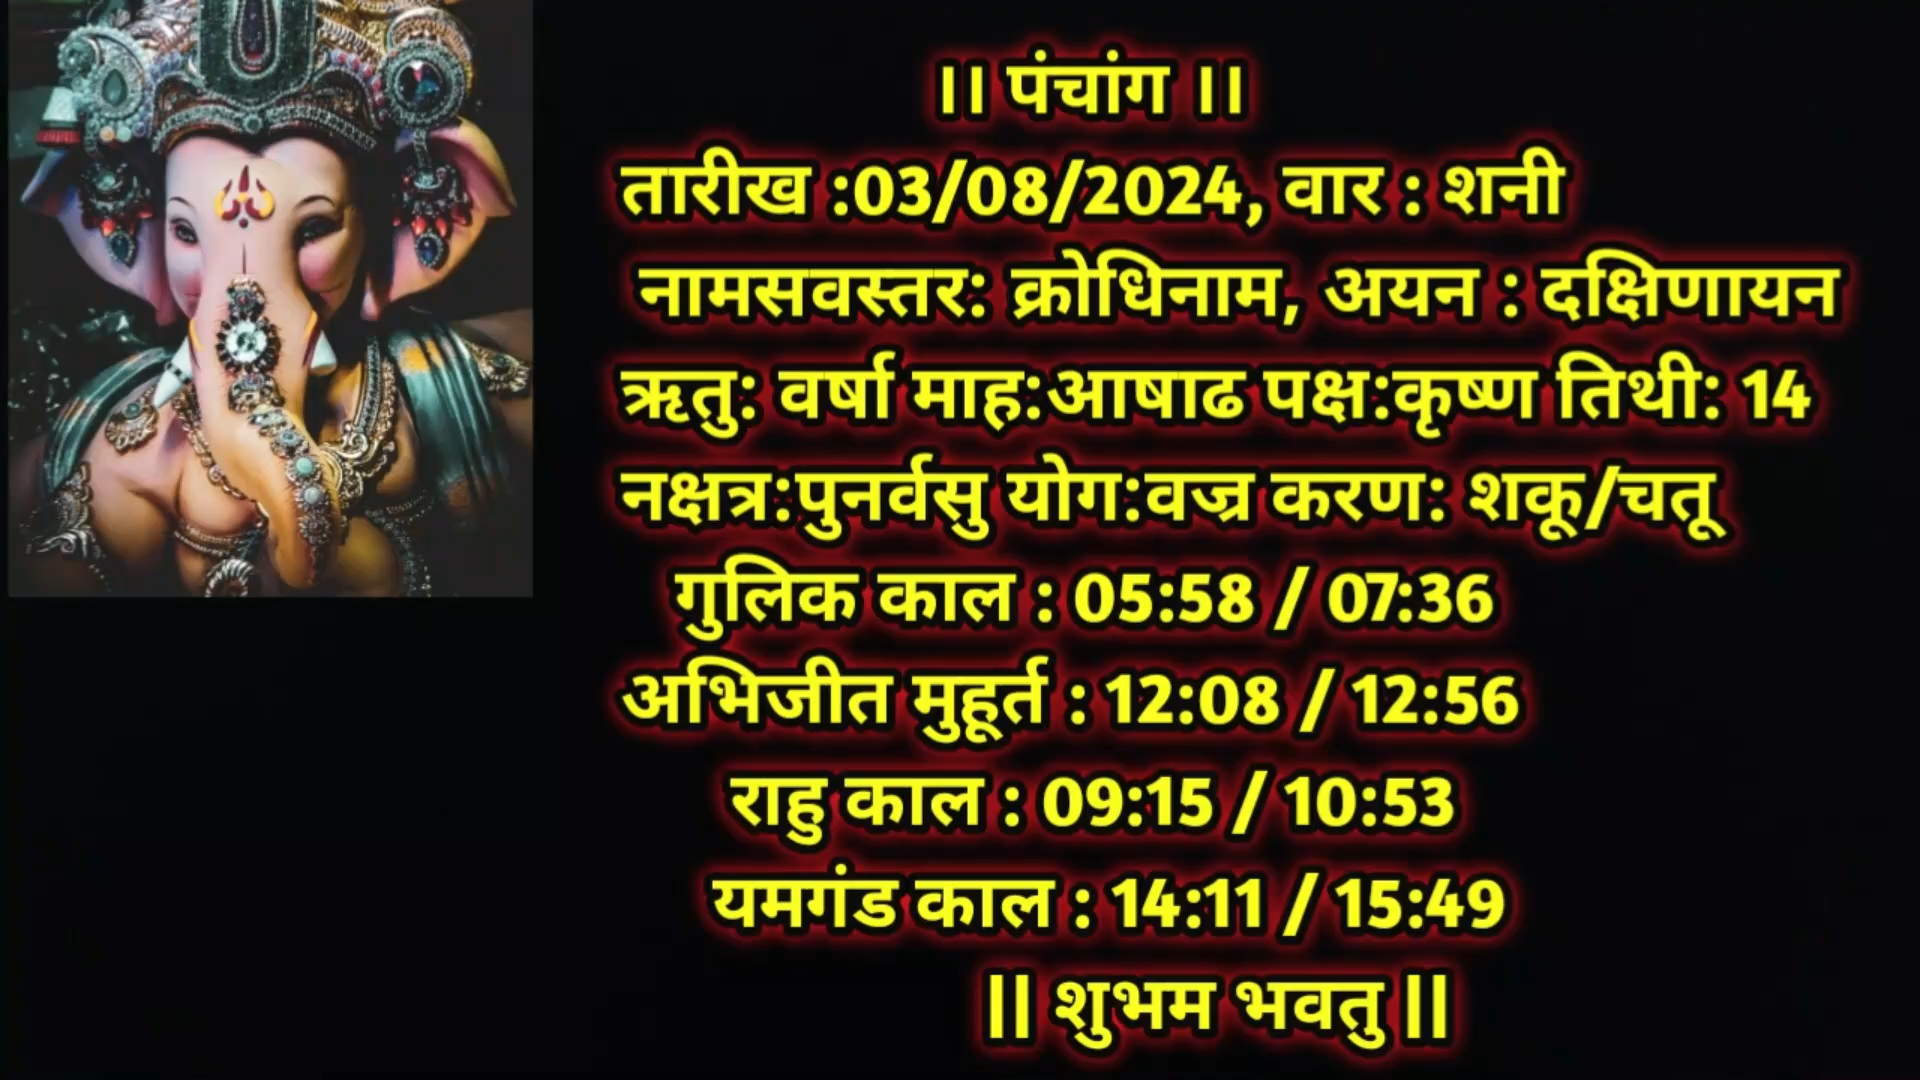 ।। पंचांग ।।
तारीख :03/08/2024, वार : शनी
नामसवस्तर: क्रोधिनाम, अयन : दक्षिणायन
ऋतु: वर्षा माह:आषाढ पक्ष:कृष्ण तिथी: 14
नक्षत्र:पुनर्वसु योग:वज्र करण: शकू/चतू
गुलिक काल : 05:58 / 07:36
अभिजीत मुहूर्त : 12:08 / 12:56
राहु काल : 09:15 / 10:53
यमगंड काल : 14:11 / 15:49
|| शुभम भवतु ||